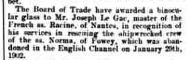 The Board of Trade have awarded a bino-
cular glass to Mr. Joseph Le Gac, master of the
French ss. Racine, of Nantes, in recognition of
his services in rescuing the shipwrecked crew
of the ss. Norma, of Fowey, which was aban-
doned in the English Channel on January 29th,
1902.